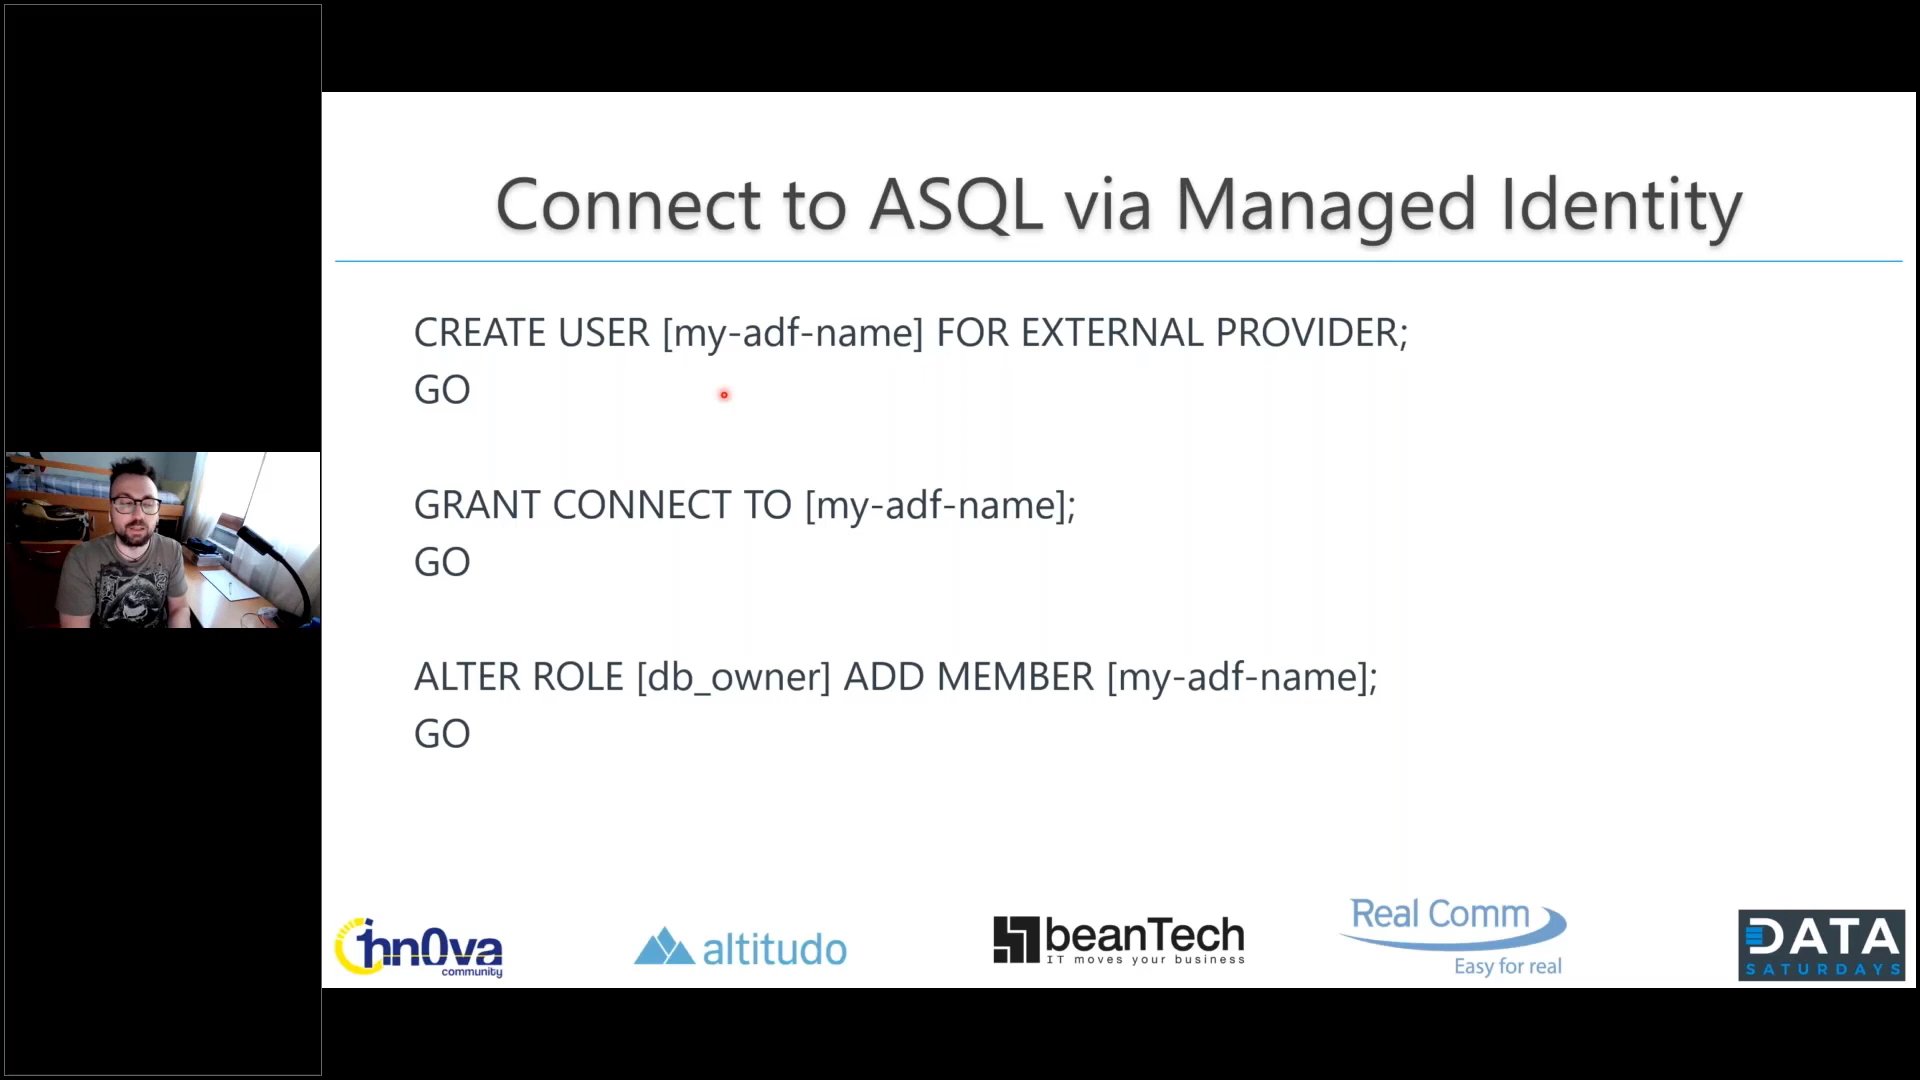 Connect to ASQL via Managed Identity
CREATE USER [my-adf-name] FOR EXTERNAL PROVIDER;
GO
GRANT CONNECT TO [my-adf-name];
GO
ALTER ROLE [db_owner] ADD MEMBER [my-adf-name];
GO
1nn0va
community
altitudo
beanTech
IT moves your business
Real Comm
Easy for real
DATA
SATURDAYS